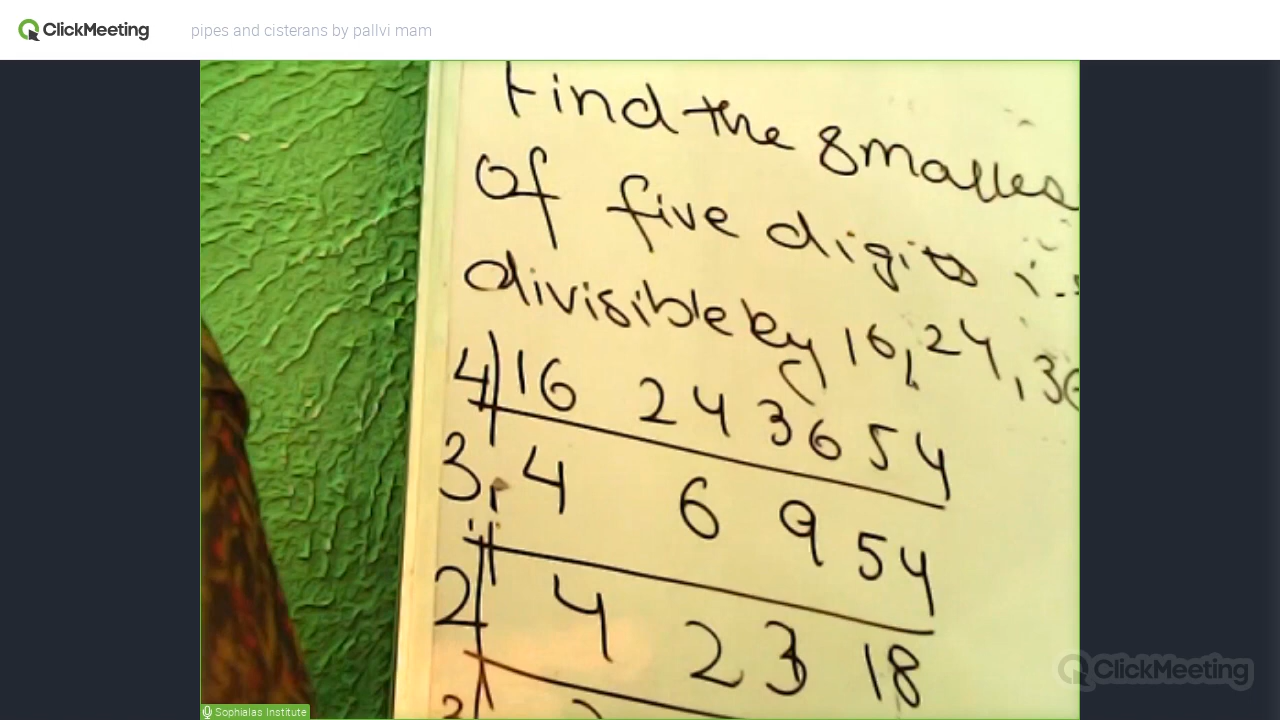 ClickMeeting pipes and cisterans by pallvi mam
Find the smalles
of five digits i.
divisible by 16, 24, 36
4 16 24 36 54
3 4 6 9 54
2 4 2 3 18
ClickMeeting
Sophialas Institute